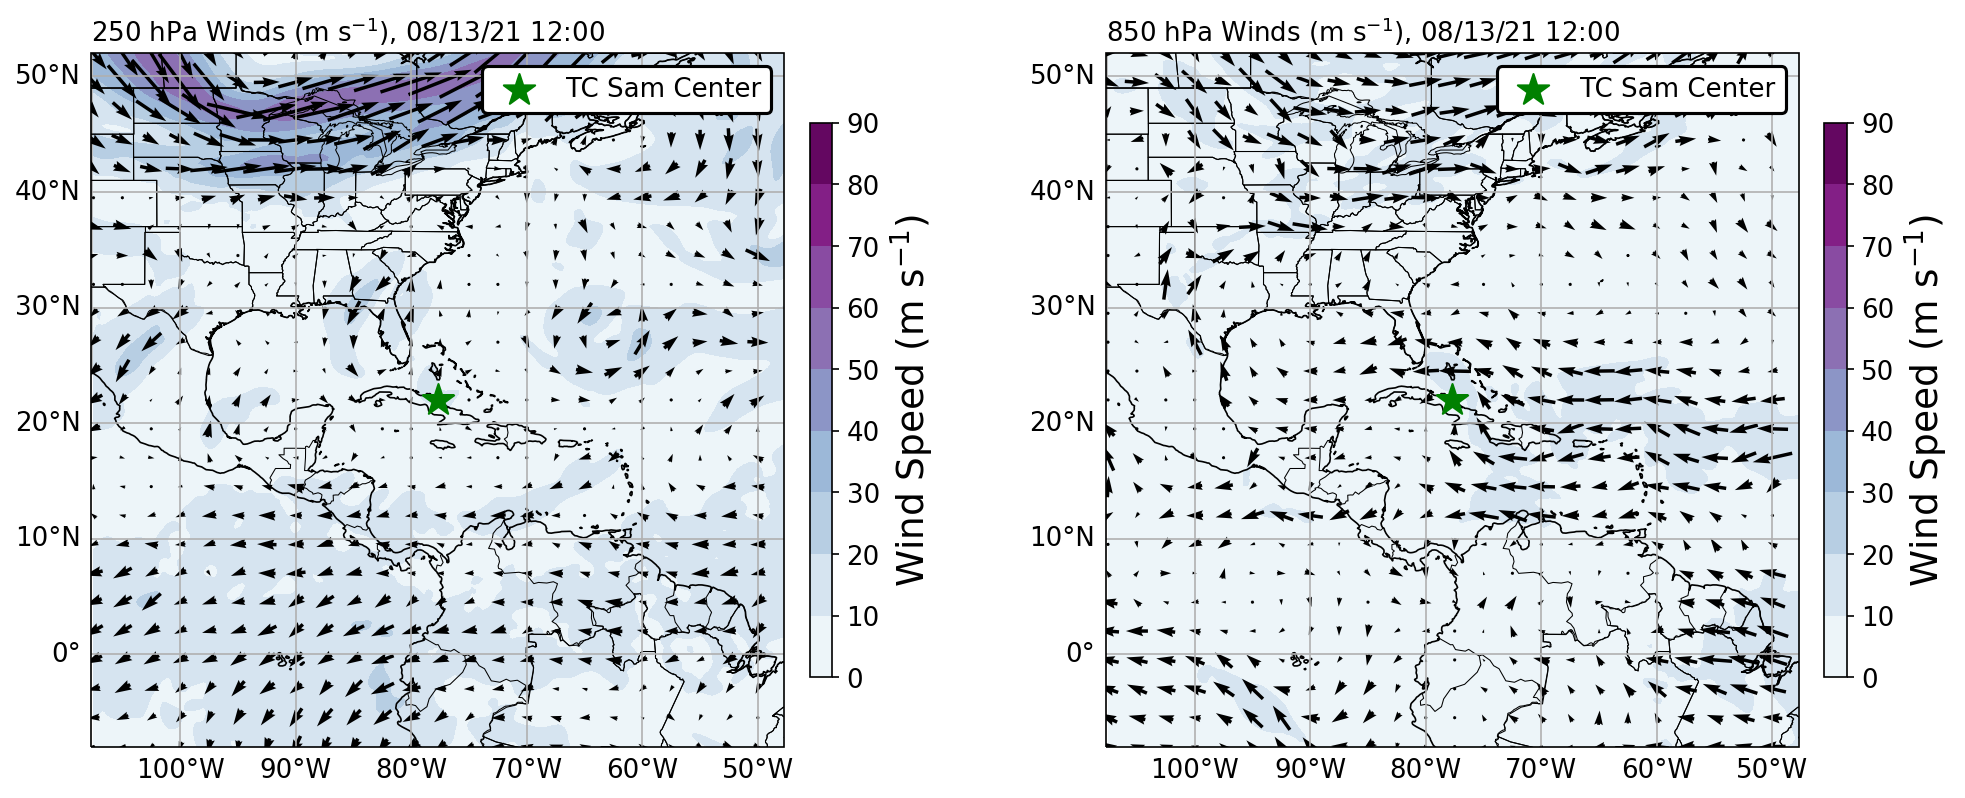 250 hPa Winds (m s⁻¹), 08/13/21 12:00
TC Sam Center
50°N
40°N
30°N
20°N
10°N
0°
100°W 90°W 80°W 70°W 60°W 50°W
90
80
70
60
50
40
30
20
10
0
Wind Speed (m s⁻¹)
850 hPa Winds (m s⁻¹), 08/13/21 12:00
TC Sam Center
50°N
40°N
30°N
20°N
10°N
0°
100°W 90°W 80°W 70°W 60°W 50°W
90
80
70
60
50
40
30
20
10
0
Wind Speed (m s⁻¹)